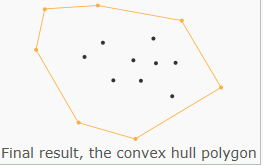 Final result, the convex hull polygon